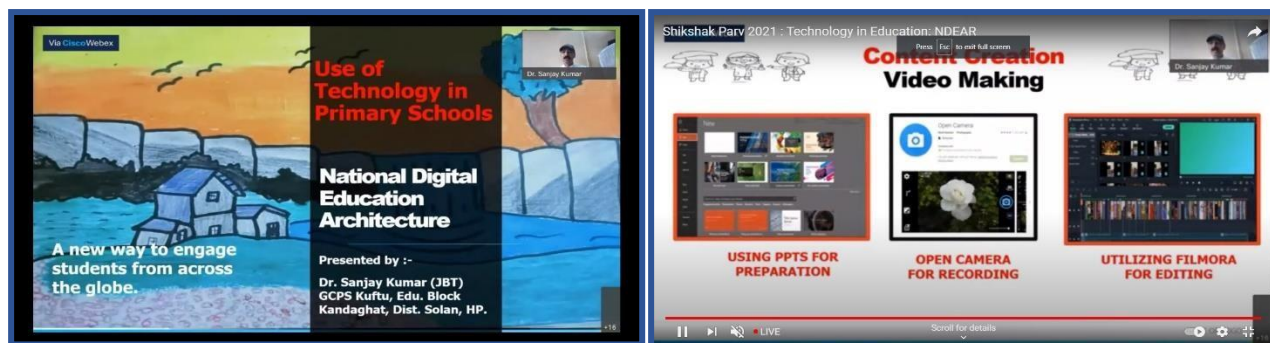 Via Cisco Webex
Dr. Sanjay Kumar
Use of
Technology in
Primary Schools
National Digital
Education
Architecture
A new way to engage
students from across
the globe.
Presented by :-
Dr. Sanjay Kumar (JBT)
GCPS Kuftu, Edu. Block
Kandaghat, Dist. Solan, HP.
+16
Shikshak Parv 2021 : Technology in Education: NDEAR
Press Esc to exit full screen
Dr. Sanjay Kumar
Content Creation
Video Making
New
Open Camera
USING PPTS FOR
PREPARATION
OPEN CAMERA
FOR RECORDING
UTILIZING FILMORA
FOR EDITING
LIVE
Scroll for details